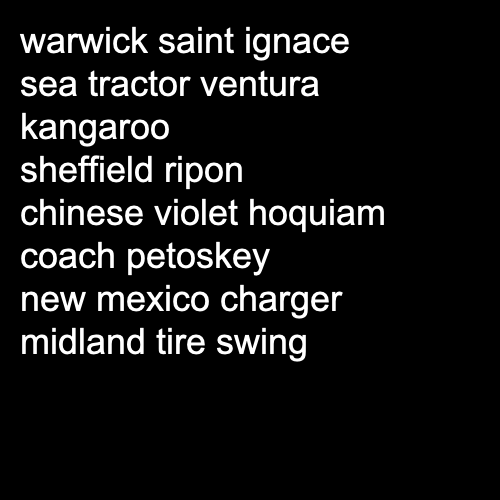 warwick saint ignace
sea tractor ventura
kangaroo
sheffield ripon
chinese violet hoquiam
coach petoskey
new mexico charger
midland tire swing